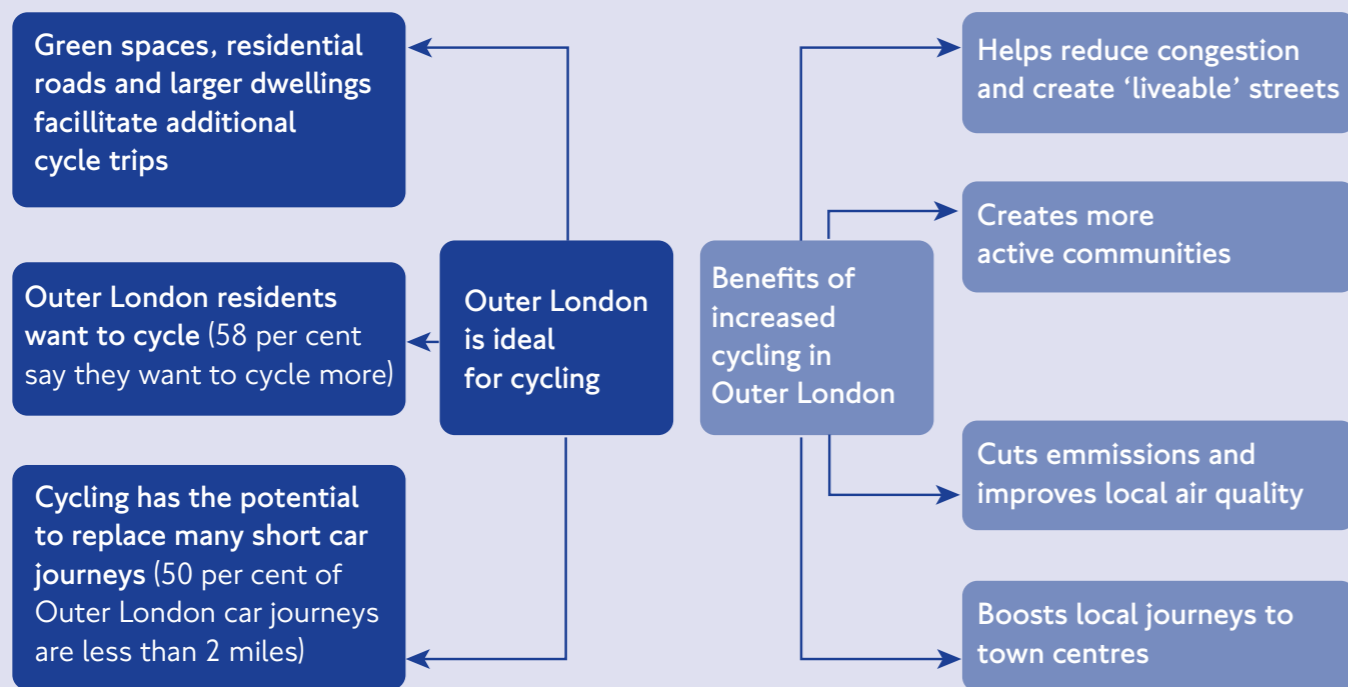 Green spaces, residential
roads and larger dwellings
facillitate additional
cycle trips
Outer London residents
want to cycle (58 per cent
say they want to cycle more)
Cycling has the potential
to replace many short car
journeys (50 per cent of
Outer London car journeys
are less than 2 miles)
Outer London
is ideal
for cycling
Benefits of
increased
cycling in
Outer London
Helps reduce congestion
and create ‘liveable’ streets
Creates more
active communities
Cuts emmissions and
improves local air quality
Boosts local journeys to
town centres